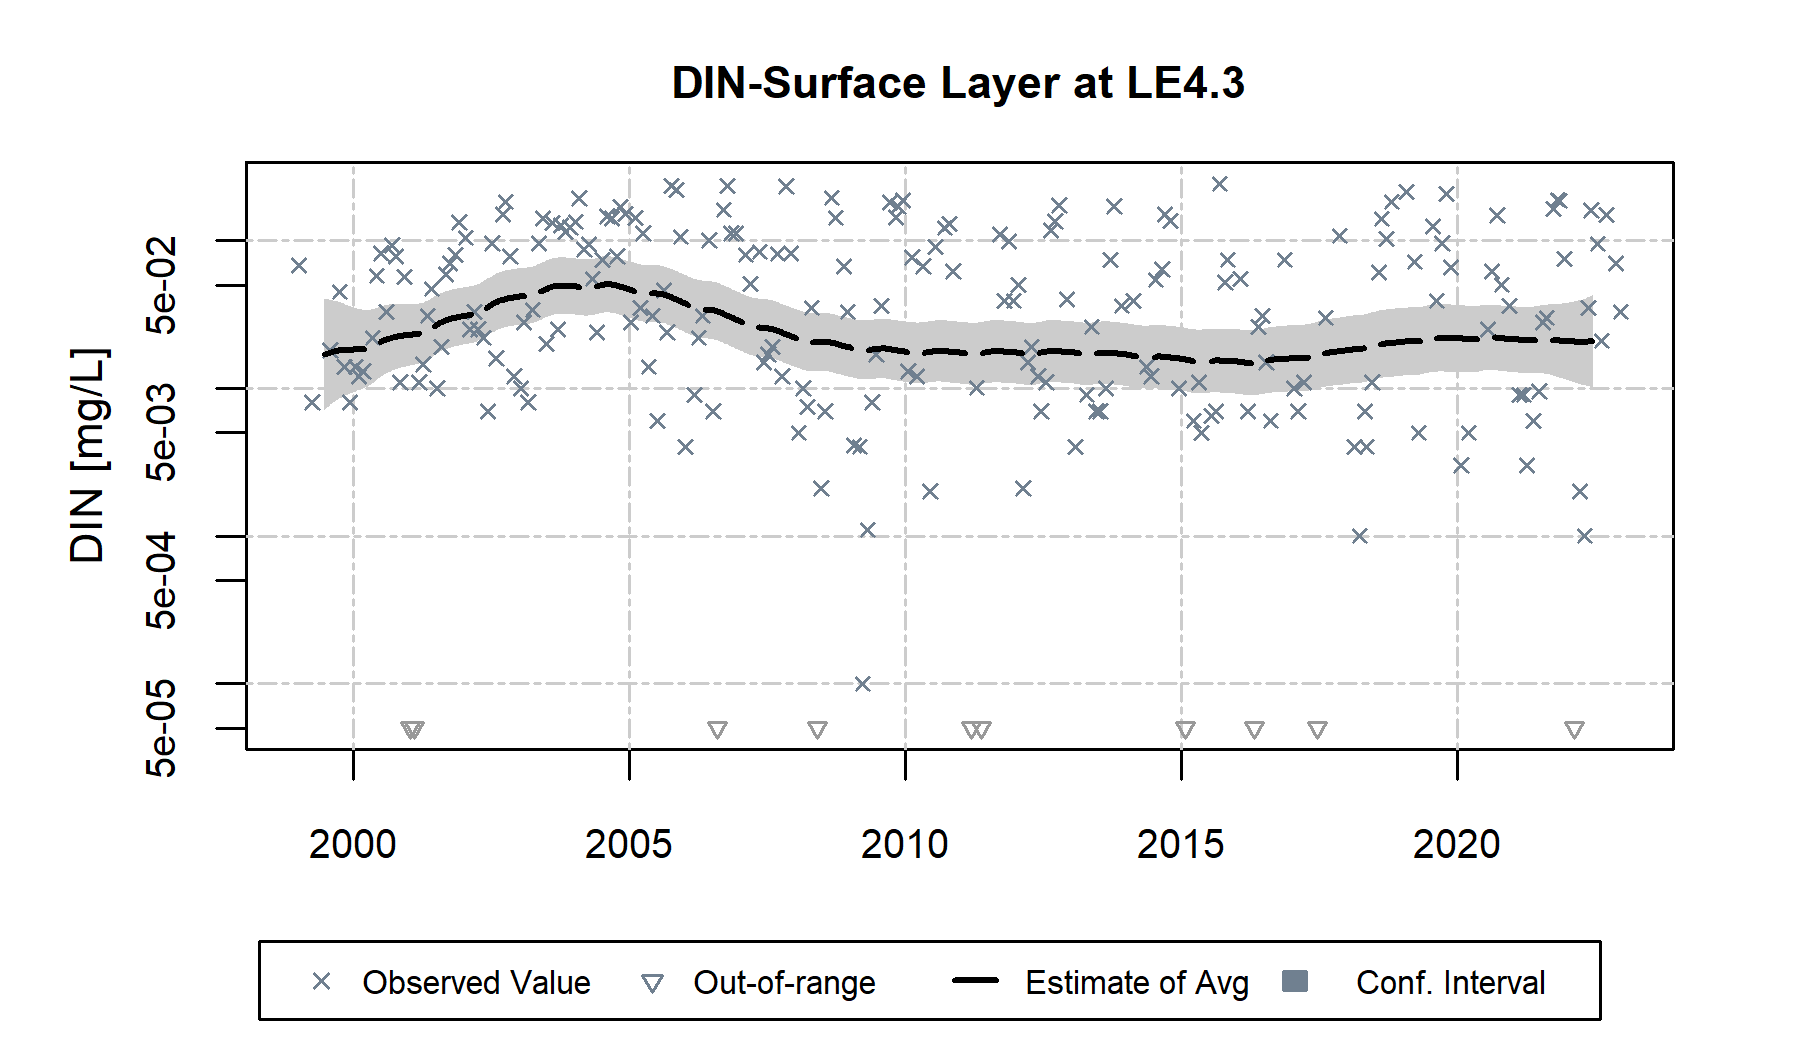 DIN-Surface Layer at LE4.3
DIN [mg/L]
5e-02
5e-03
5e-04
5e-05
2000 2005 2010 2015 2020
Observed Value Out-of-range Estimate of Avg Conf. Interval